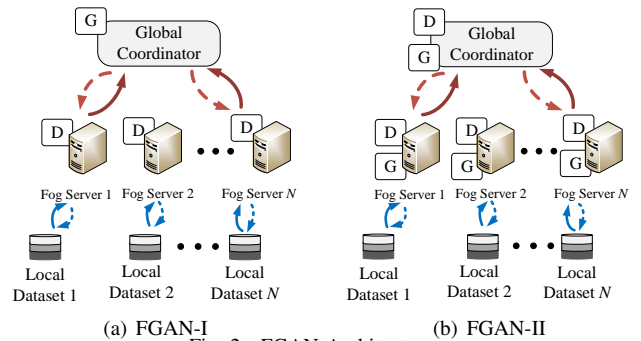 G
Global
Coordinator
D
D
D
Fog Server 1
Fog Server 2
Fog Server N
Local
Dataset 1
Local
Dataset 2
Local
Dataset N
(a) FGAN-I
D
G
Global
Coordinator
D
G
D
G
D
G
Fog Server 1
Fog Server 2
Fog Server N
Local
Dataset 1
Local
Dataset 2
Local
Dataset N
(b) FGAN-II